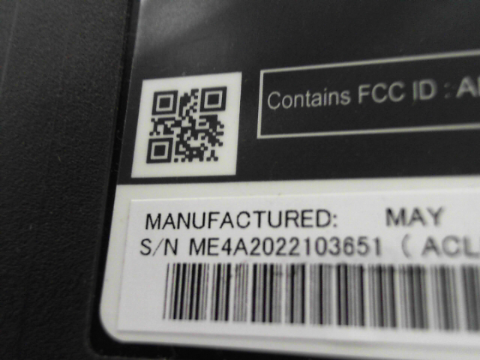 Contains FCC ID : A
MANUFACTURED: MAY
S/N ME4A2022103651 ( ACL